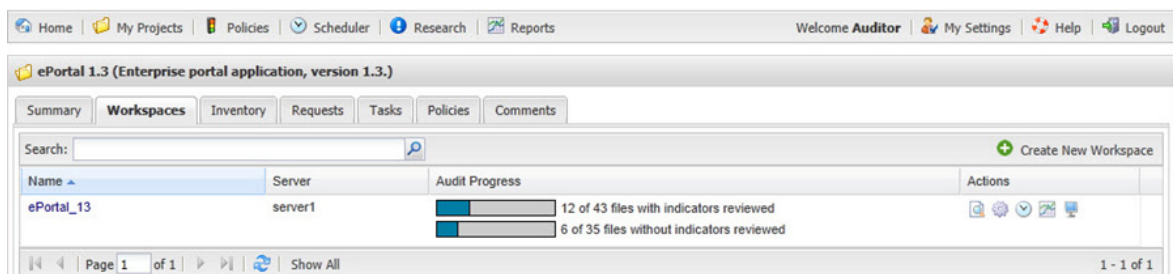 Home My Projects Policies Scheduler Research Reports Welcome Auditor My Settings Help Logout
ePortal 1.3 (Enterprise portal application, version 1.3.)
Summary Workspaces Inventory Requests Tasks Policies Comments
Search: Create New Workspace
Name Server Audit Progress Actions
ePortal_13 server1 12 of 43 files with indicators reviewed
6 of 35 files without indicators reviewed
Page 1 of 1 Show All 1 - 1 of 1